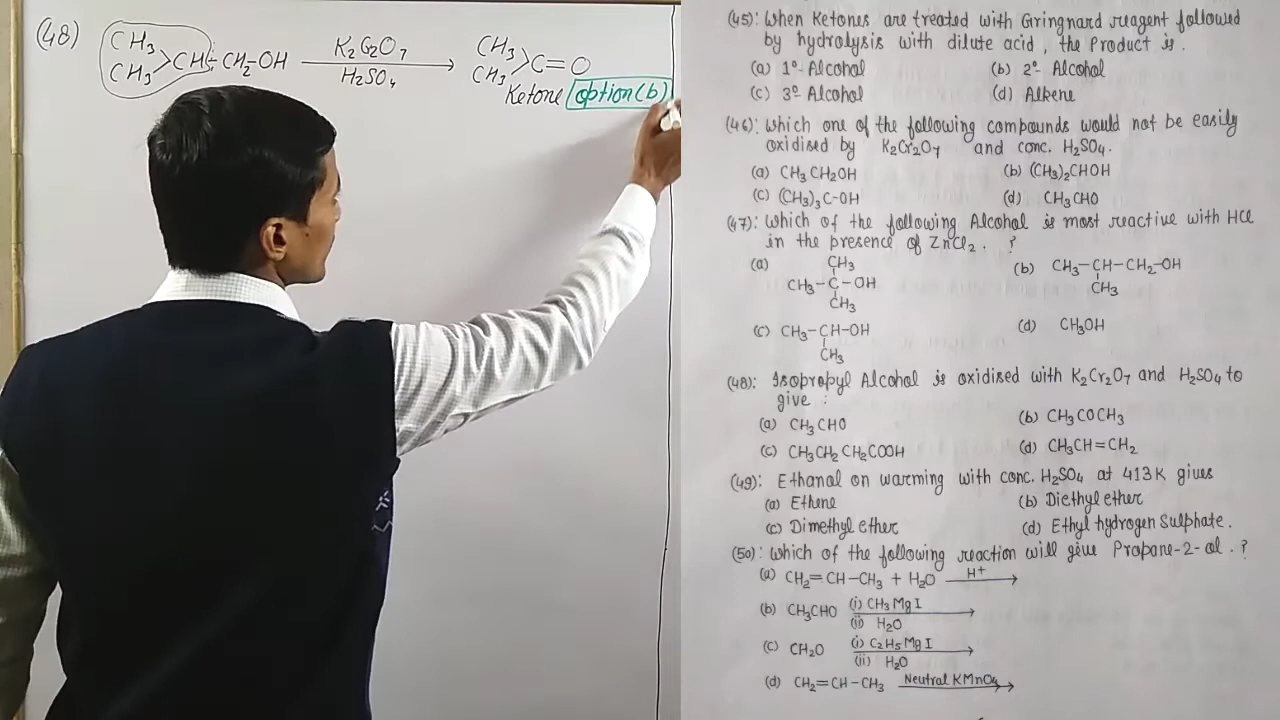 (48) CH3 CH3 > CH-CH2-OH K2Cr2O7 H2SO4 → CH3 CH3 > C=O
Ketone option(b)
(45): When Ketones are treated with Gringnard reagent followed
by hydrolysis with dilute acid, the Product is.
(a) 1º- Alcohol (b) 2º- Alcohol
(c) 3º Alcohol (d) Alkene
(46): Which one of the following compounds would not be easily
oxidised by K2Cr2O7 and conc. H2SO4.
(a) CH3CH2OH (b) (CH3)2CHOH
(c) (CH3)3C-OH (d) CH3CHO
(47): Which of the following Alcohol is most reactive with HCl
in the presence of ZnCl2. ?
(a) CH3-C(CH3)(CH3)-OH (b) CH3-CH(CH3)-CH2-OH
(c) CH3-CH(CH3)-OH (d) CH3OH
(48): Isopropyl Alcohol is oxidised with K2Cr2O7 and H2SO4 to
give :
(a) CH3CHO (b) CH3COCH3
(c) CH3CH2CH2COOH (d) CH3CH=CH2
(49): Ethanal on warming with conc. H2SO4 at 413K gives
(a) Ethene (b) Diethyl ether
(c) Dimethyl ether (d) Ethyl hydrogen Sulphate.
(50): Which of the following reaction will give Propane-2-ol. ?
(a) CH2=CH-CH3 + H2O H+ →
(b) CH3CHO (i) CH3MgI (ii) H2O →
(c) CH2O (i) C2H5MgI (ii) H2O →
(d) CH2=CH-CH3 Neutral KMnO4 →